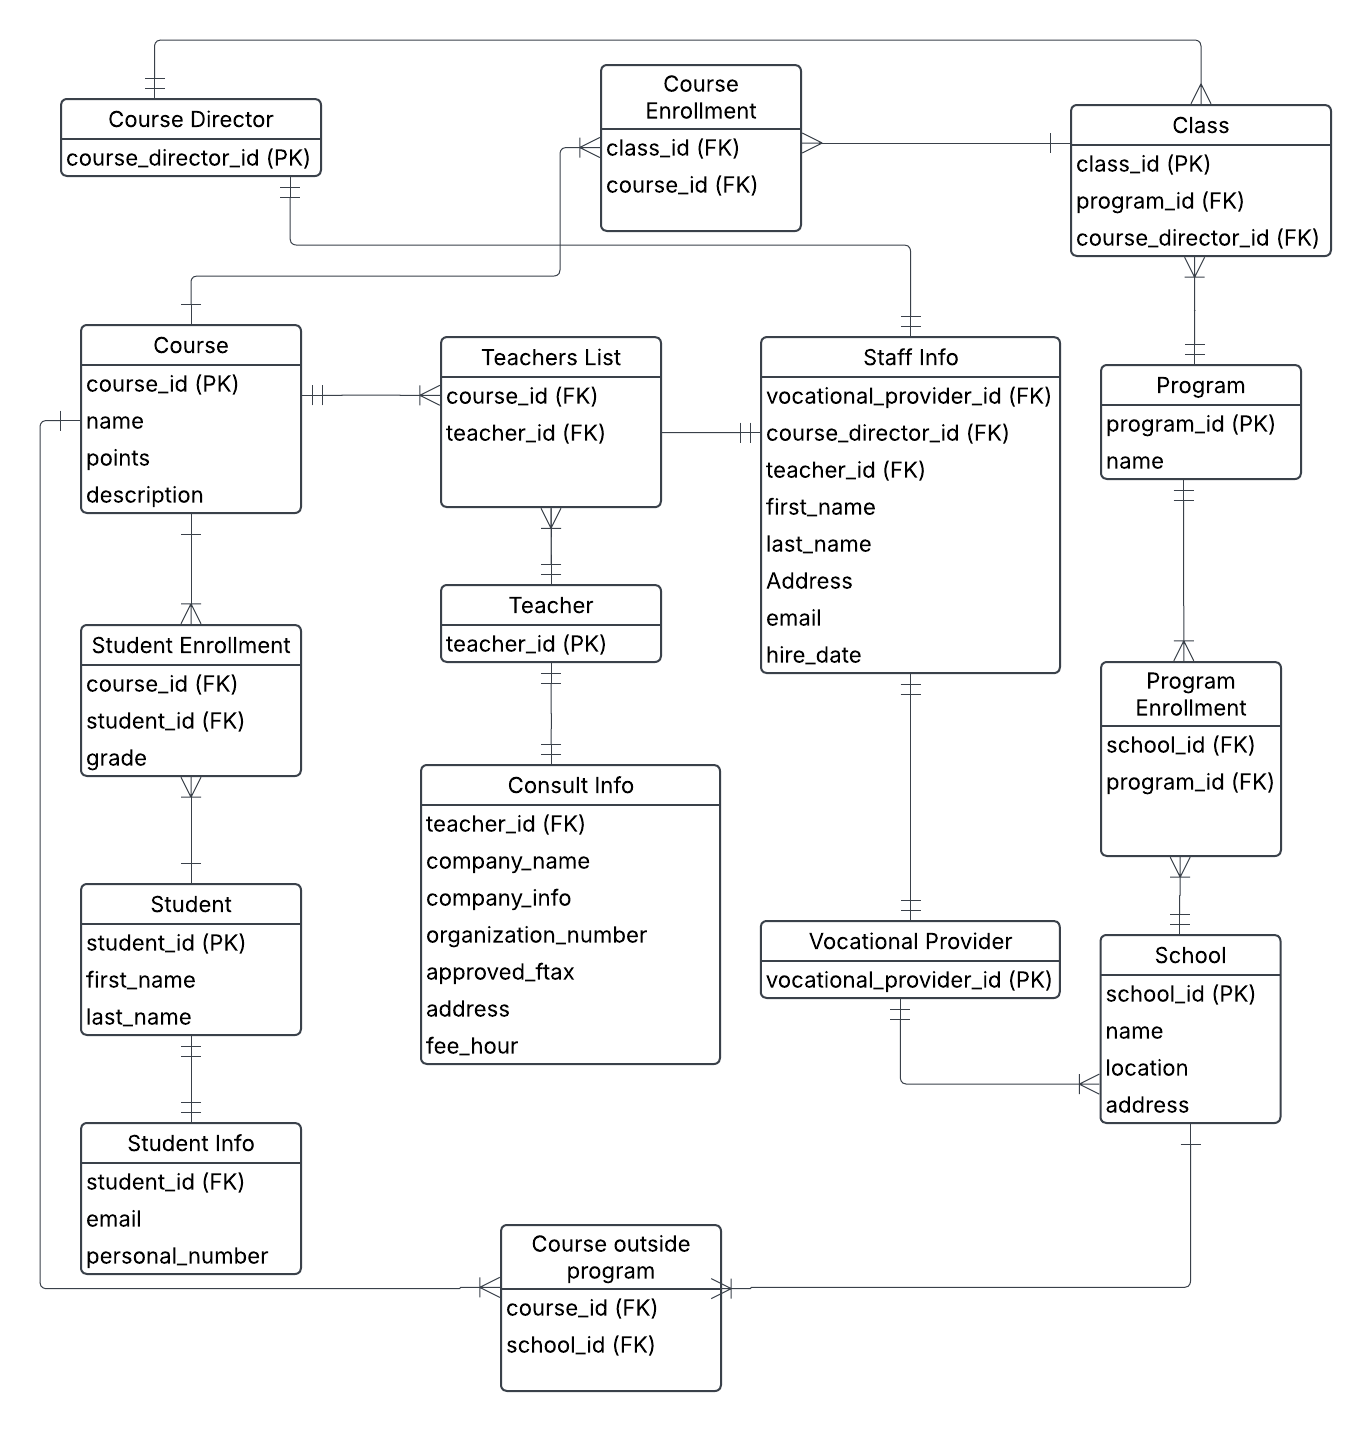 Course Director
course_director_id (PK)
Course
Enrollment
class_id (FK)
course_id (FK)
Class
class_id (PK)
program_id (FK)
course_director_id (FK)
Course
course_id (PK)
name
points
description
Teachers List
course_id (FK)
teacher_id (FK)
Staff Info
vocational_provider_id (FK)
course_director_id (FK)
teacher_id (FK)
first_name
last_name
Address
email
hire_date
Program
program_id (PK)
name
Teacher
teacher_id (PK)
Student Enrollment
course_id (FK)
student_id (FK)
grade
Program
Enrollment
school_id (FK)
program_id (FK)
Consult Info
teacher_id (FK)
company_name
company_info
organization_number
approved_ftax
address
fee_hour
Student
student_id (PK)
first_name
last_name
Vocational Provider
vocational_provider_id (PK)
School
school_id (PK)
name
location
address
Student Info
student_id (FK)
email
personal_number
Course outside
program
course_id (FK)
school_id (FK)